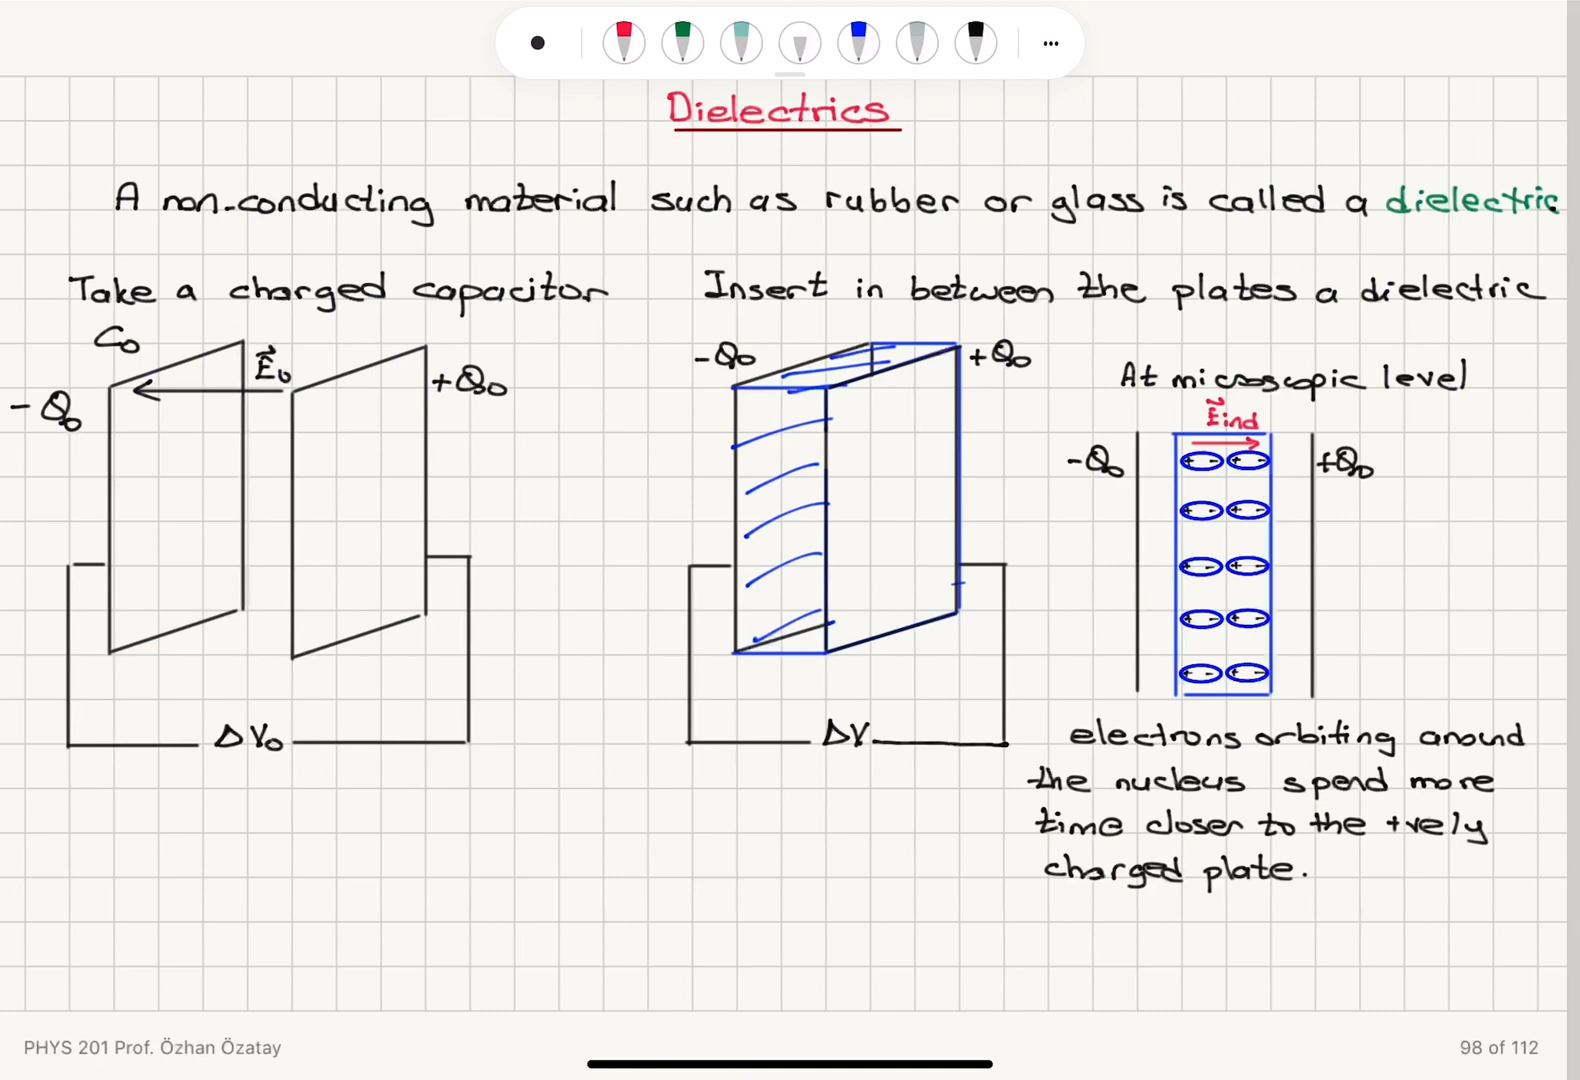 Dielectrics
A non-conducting material such as rubber or glass is called a dielectric
Take a charged capacitor
Insert in between the plates a dielectric
C₀
E⃗₀
-Q₀
+Q₀
ΔV₀
-Q₀
+Q₀
ΔV
At microscopic level
E⃗ind
-Q₀
+Q₀
+ - + -
+ - + -
+ - + -
+ - + -
+ - + -
electrons orbiting around
the nucleus spend more
time closer to the +vely
charged plate.
PHYS 201 Prof. Özhan Özatay
98 of 112